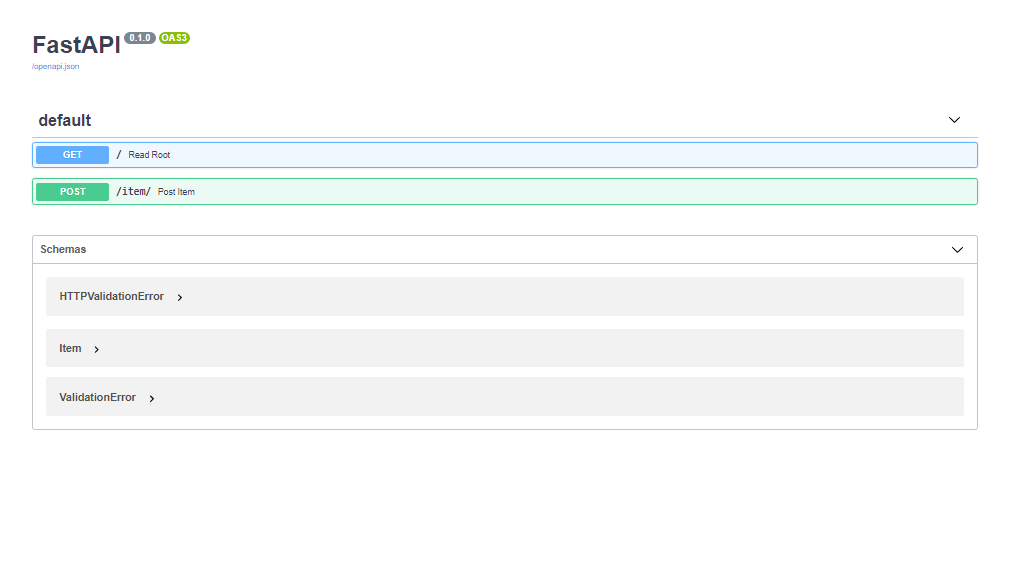 FastAPI 0.1.0 OAS3
/openapi.json
default
GET / Read Root
POST /item/ Post Item
Schemas
HTTPValidationError
Item
ValidationError